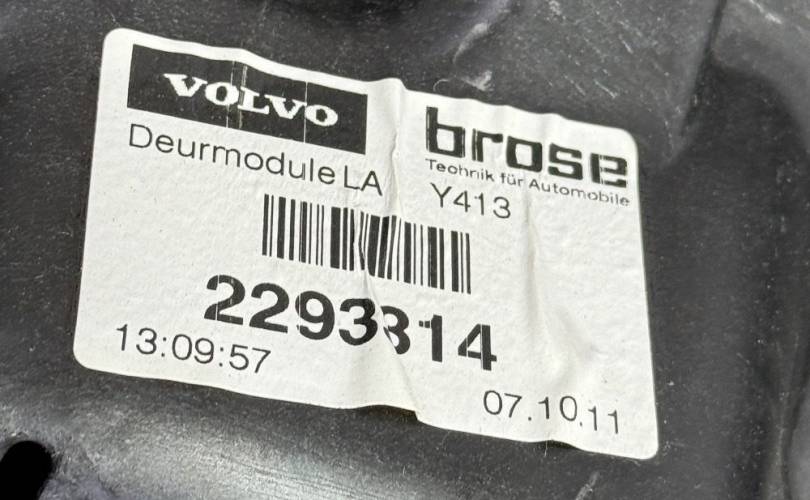 VOLVO
brose
Technik für Automobile
Deurmodule LA
Y413
2293314
13:09:57
07.10.11